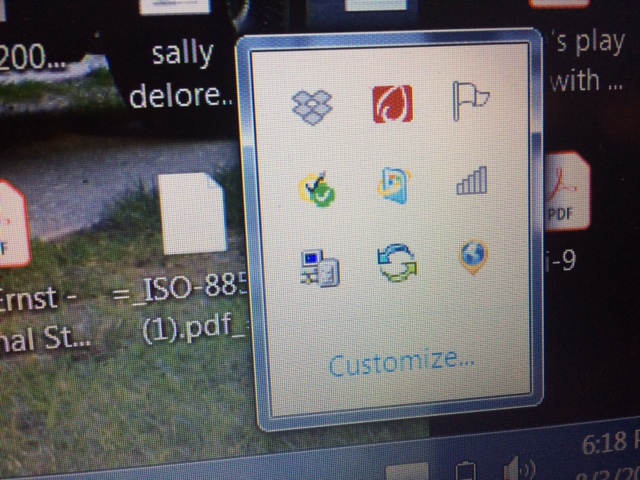 200...
sally
delore..
's play
with ...
PDF
Ernst -
nal St...
=_ISO-885
(1).pdf_
i-9
Customize...
6:18